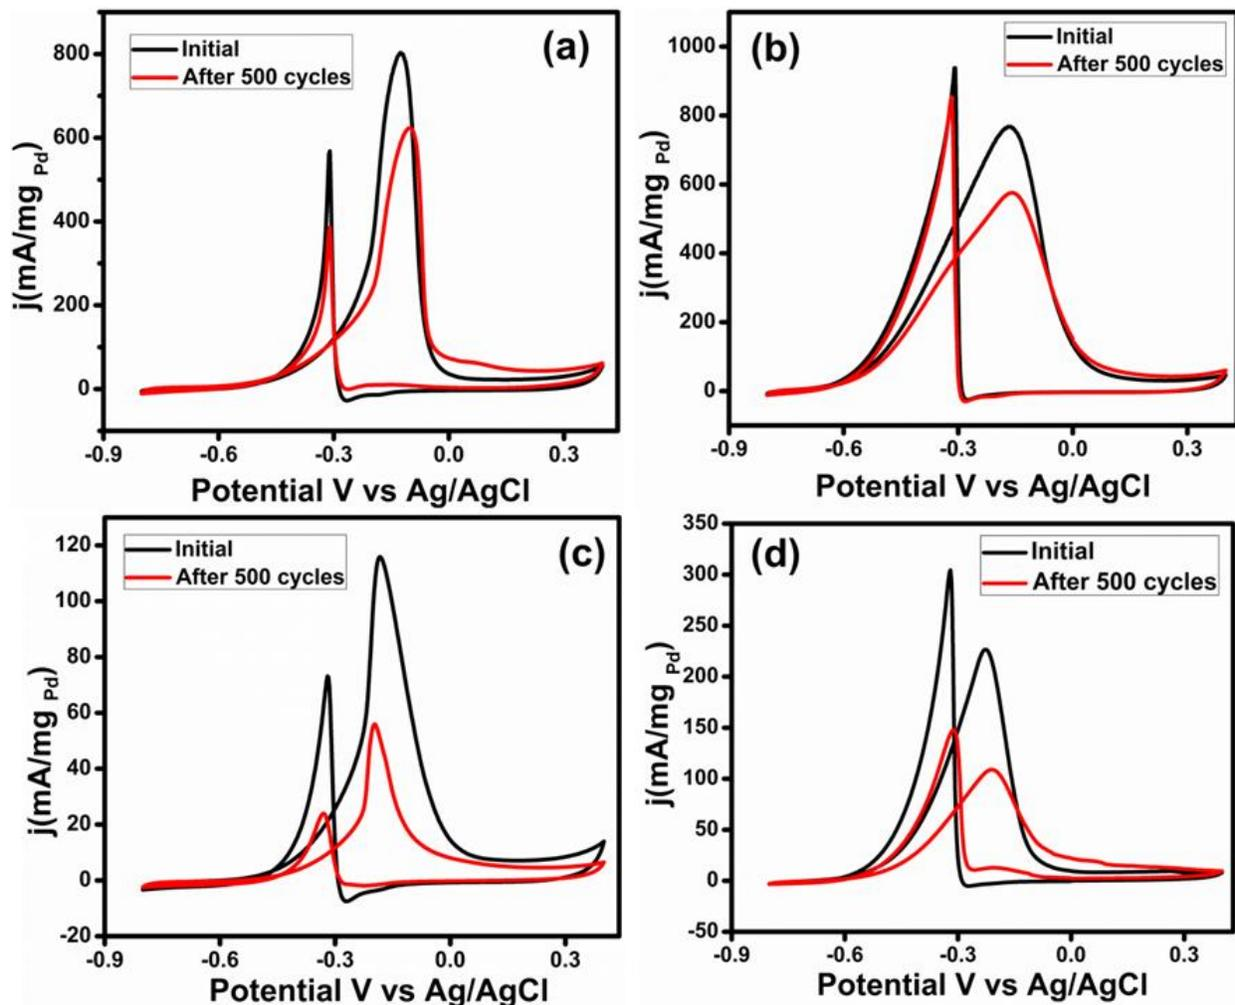 Initial
After 500 cycles
(a)
800
600
400
200
0
j(mA/mg Pd)
-0.9 -0.6 -0.3 0.0 0.3
Potential V vs Ag/AgCl
(b)
Initial
After 500 cycles
1000
800
600
400
200
0
j(mA/mg Pd)
-0.9 -0.6 -0.3 0.0 0.3
Potential V vs Ag/AgCl
Initial
After 500 cycles
(c)
120
100
80
60
40
20
0
-20
j(mA/mg Pd)
-0.9 -0.6 -0.3 0.0 0.3
Potential V vs Ag/AgCl
(d)
Initial
After 500 cycles
350
300
250
200
150
100
50
0
-50
j(mA/mg Pd)
-0.9 -0.6 -0.3 0.0 0.3
Potential V vs Ag/AgCl